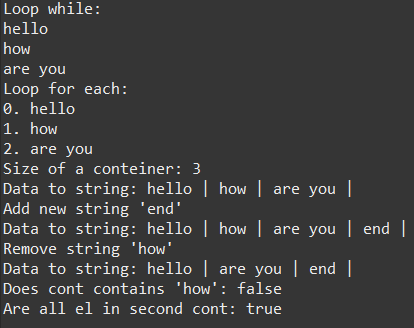 Loop while:
hello
how
are you
Loop for each:
0. hello
1. how
2. are you
Size of a conteiner: 3
Data to string: hello | how | are you |
Add new string 'end'
Data to string: hello | how | are you | end |
Remove string 'how'
Data to string: hello | are you | end |
Does cont contains 'how': false
Are all el in second cont: true